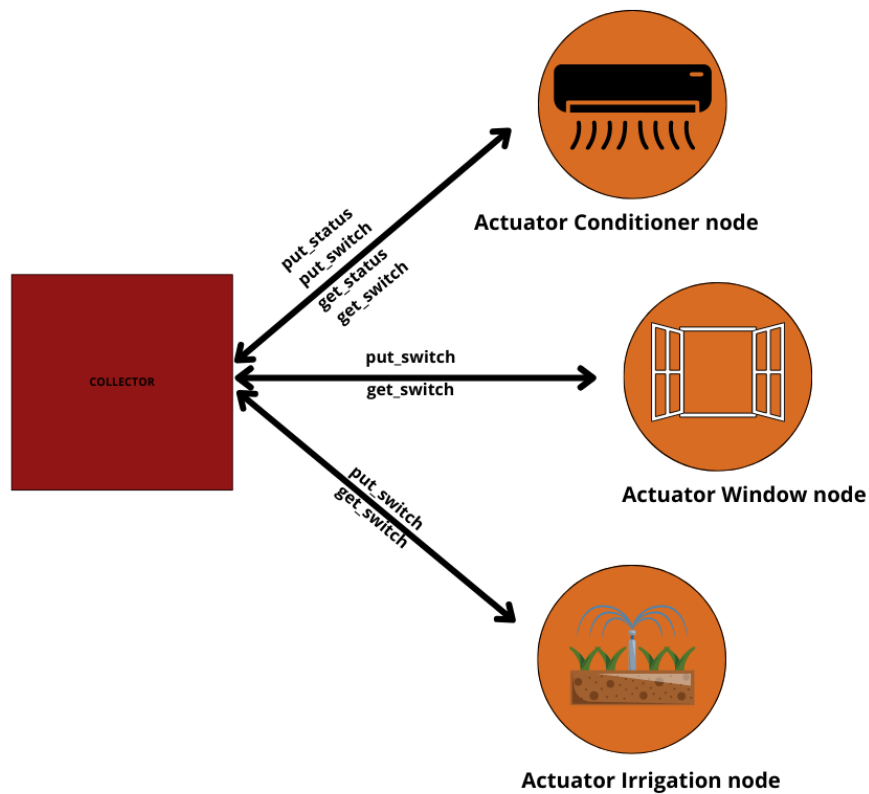 Actuator Conditioner node
put_status
put_switch
get_status
get_switch
COLLECTOR
put_switch
get_switch
Actuator Window node
put_switch
get_switch
Actuator Irrigation node